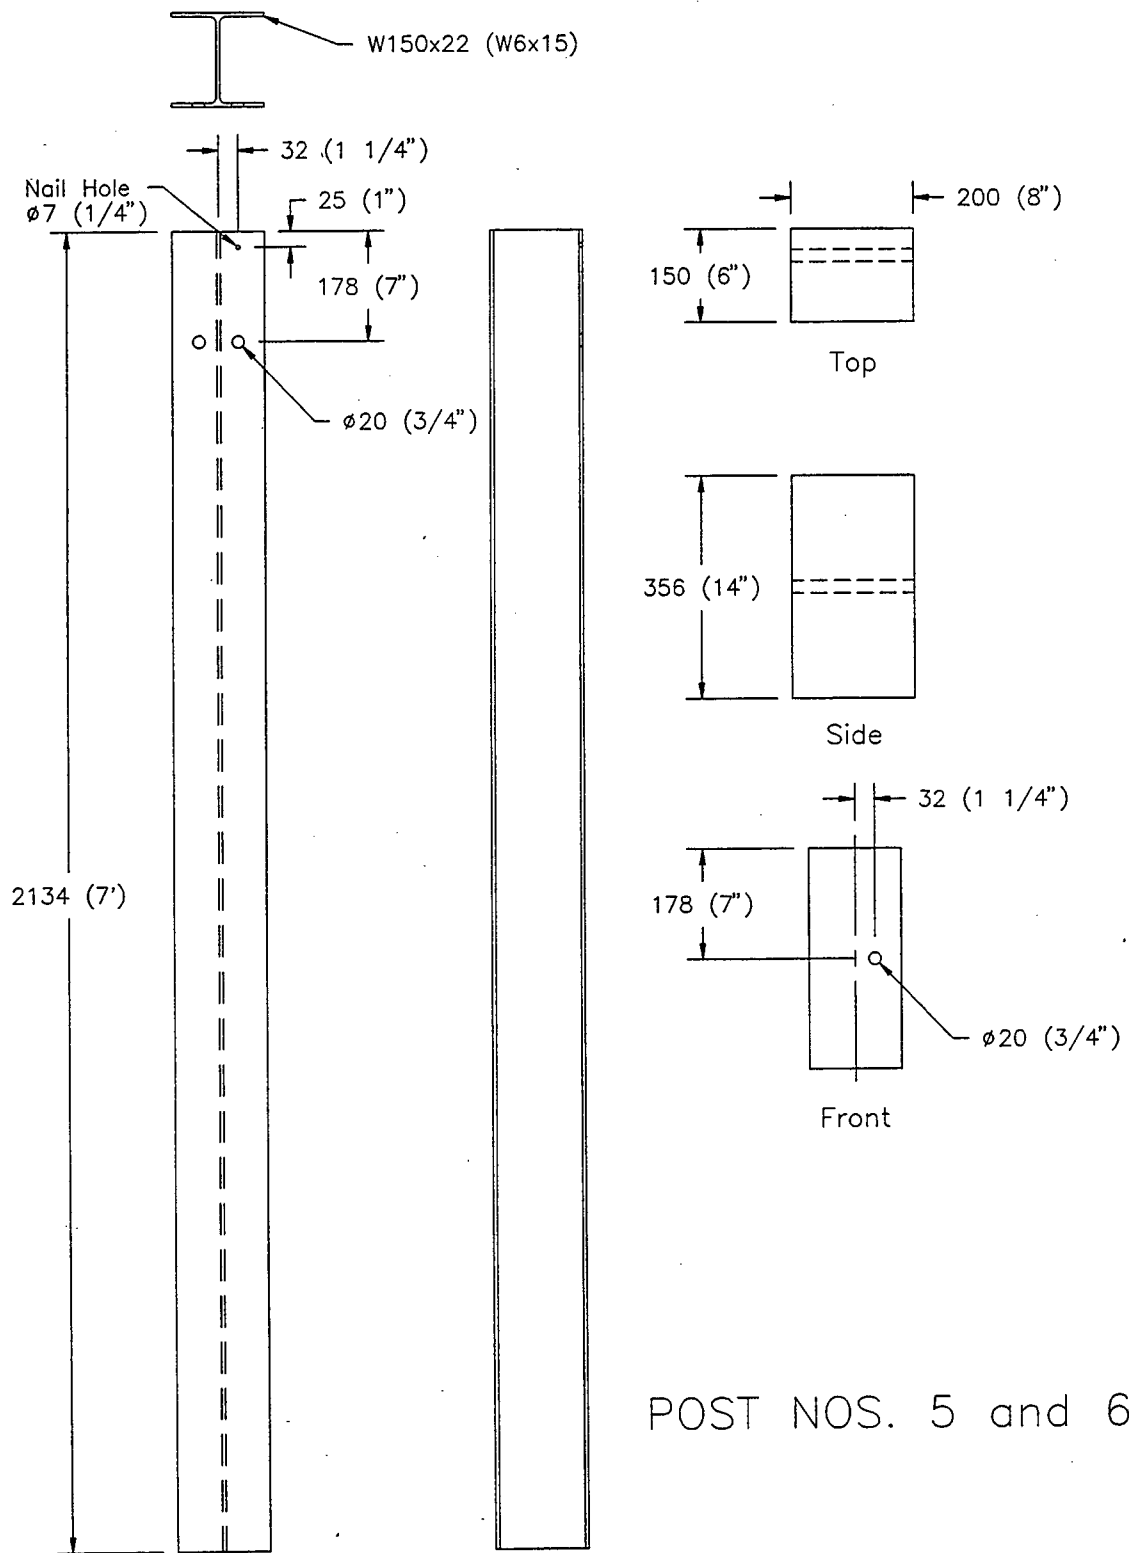 W150x22 (W6x15)
32 (1 1/4")
Nail Hole
ø7 (1/4")
25 (1")
178 (7")
ø20 (3/4")
2134 (7')
200 (8")
150 (6")
Top
356 (14")
Side
32 (1 1/4")
178 (7")
ø20 (3/4")
Front
POST NOS. 5 and 6